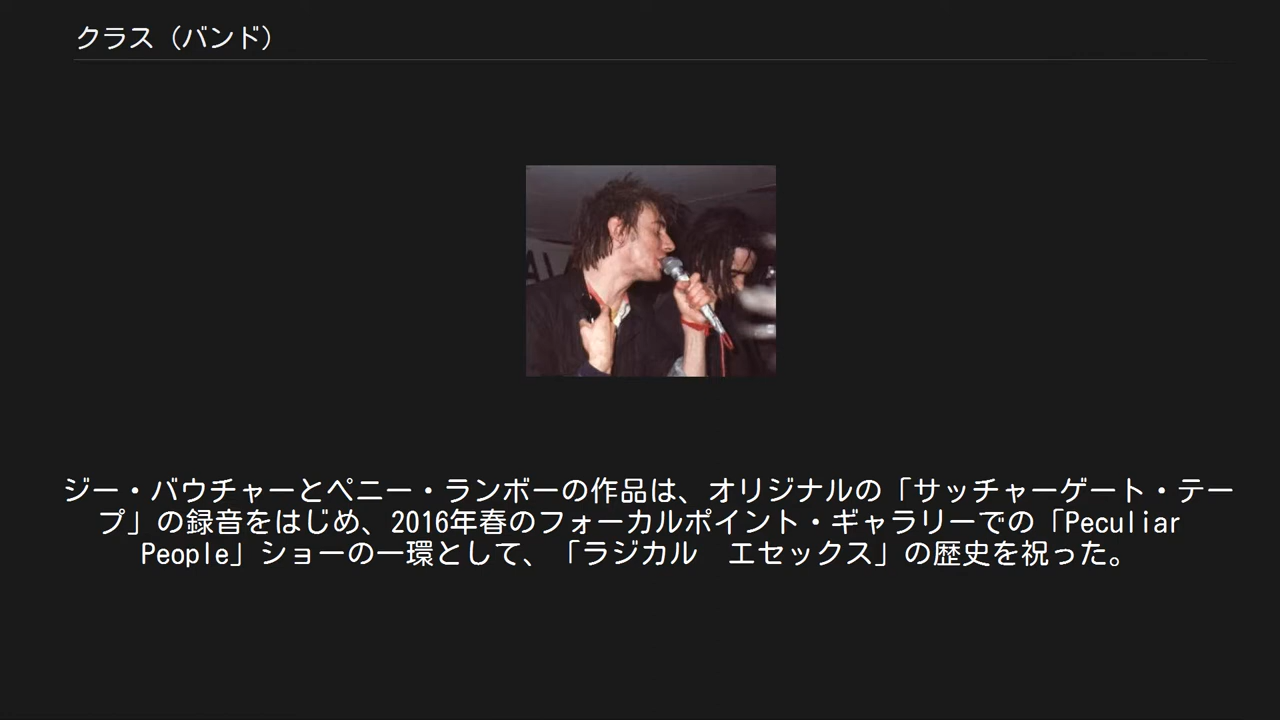 クラス（バンド）
ジー・バウチャーとペニー・ランボーの作品は、オリジナルの「サッチャーゲート・テー
プ」の録音をはじめ、2016年春のフォーカルポイント・ギャラリーでの「Peculiar
People」ショーの一環として、「ラジカル　エセックス」の歴史を祝った。